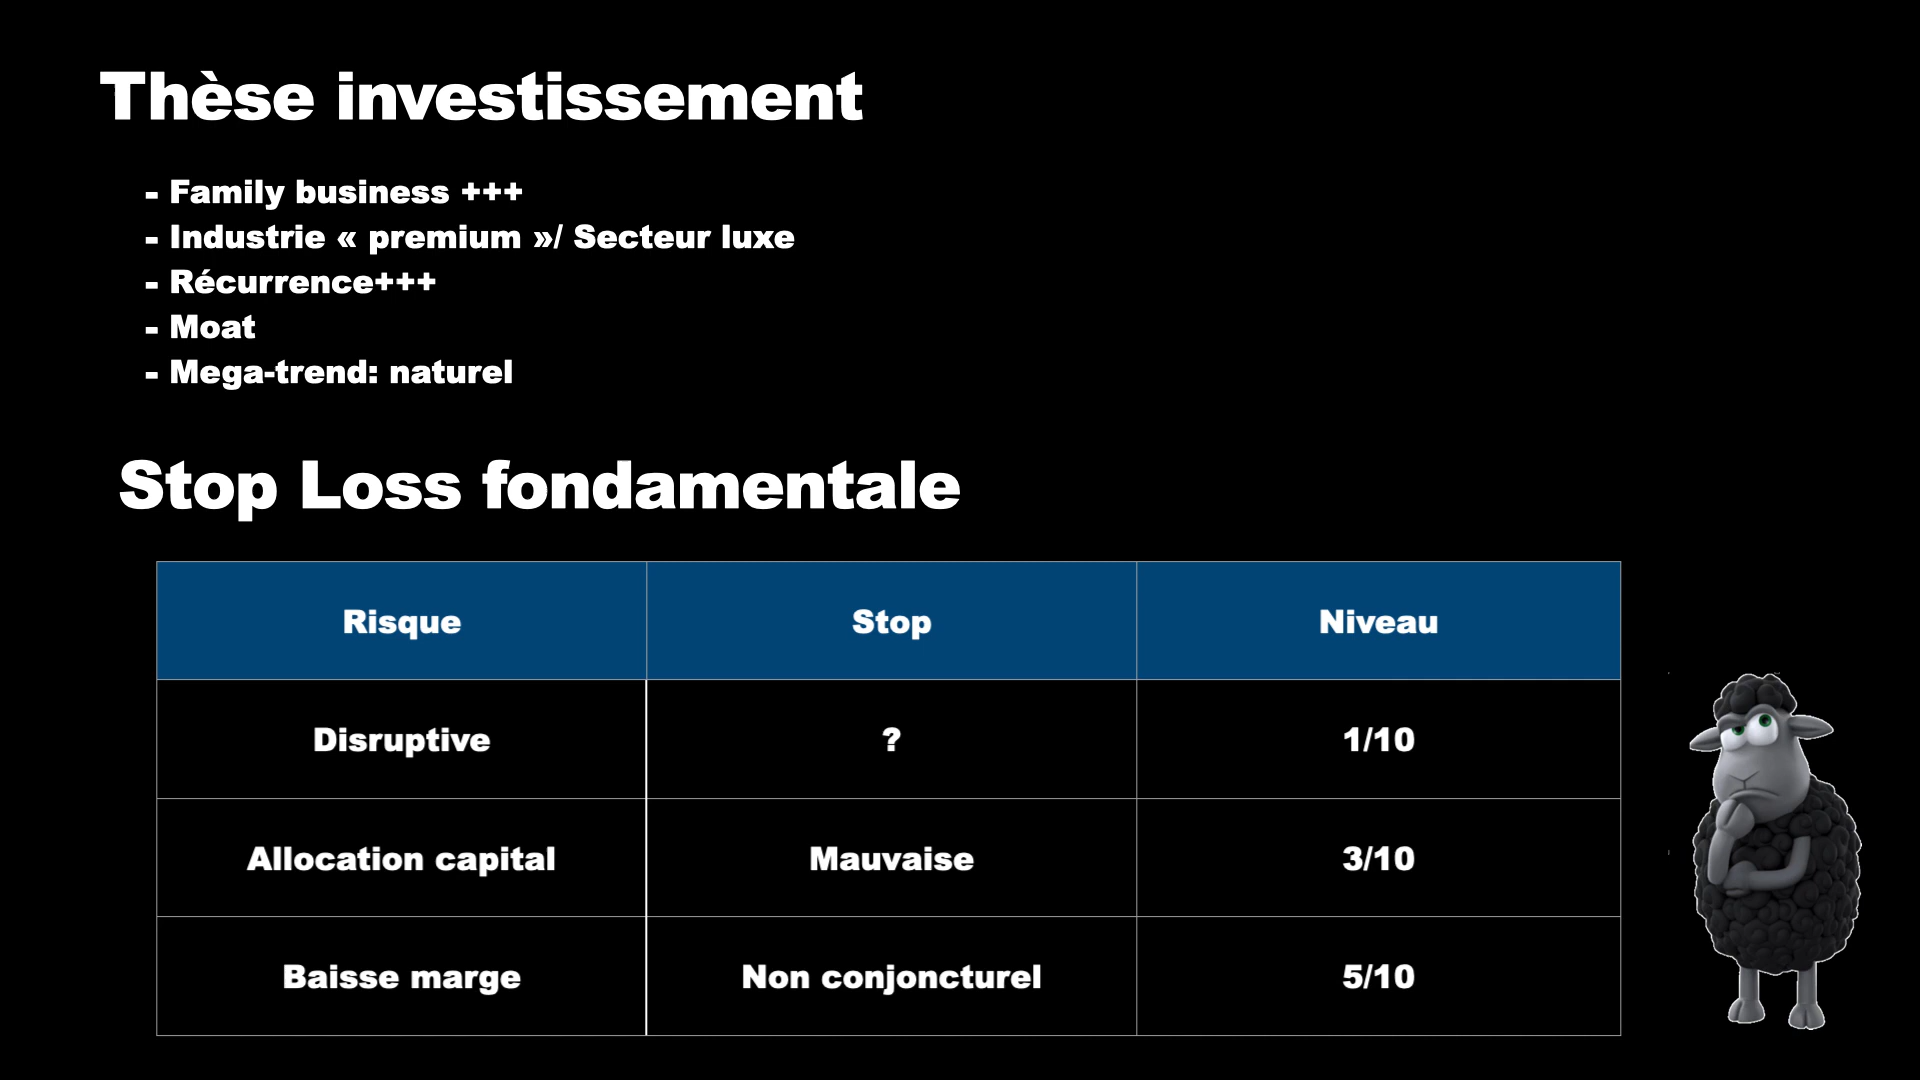 Thèse investissement
- Family business +++
- Industrie « premium »/ Secteur luxe
- Récurrence+++
- Moat
- Mega-trend: naturel
Stop Loss fondamentale
Risque Stop Niveau
Disruptive ? 1/10
Allocation capital Mauvaise 3/10
Baisse marge Non conjoncturel 5/10